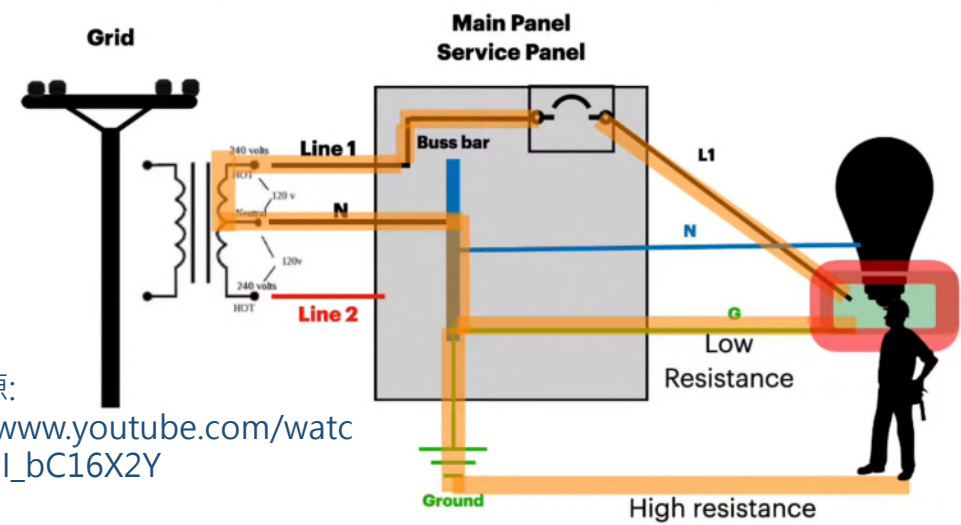 Grid
Main Panel
Service Panel
240 volts
HOT
Line 1
Buss bar
L1
120 v
Neutral
N
N
120v
240 volts
HOT
Line 2
G
Low
Resistance
源:
www.youtube.com/watc
I_bC16X2Y
Ground
High resistance